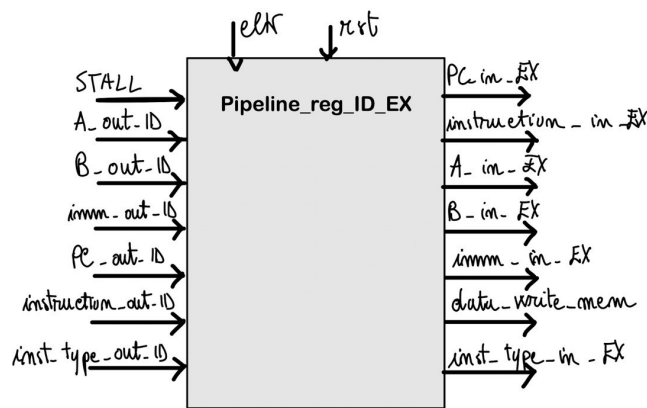 clk
rst
Pipeline_reg_ID_EX
STALL
A_out_ID
B_out_ID
imm_out_ID
PC_out_ID
instruction_out_ID
inst_type_out_ID
PC_in_EX
instruction_in_EX
A_in_EX
B_in_EX
imm_in_EX
data_write_mem
inst_type_in_EX